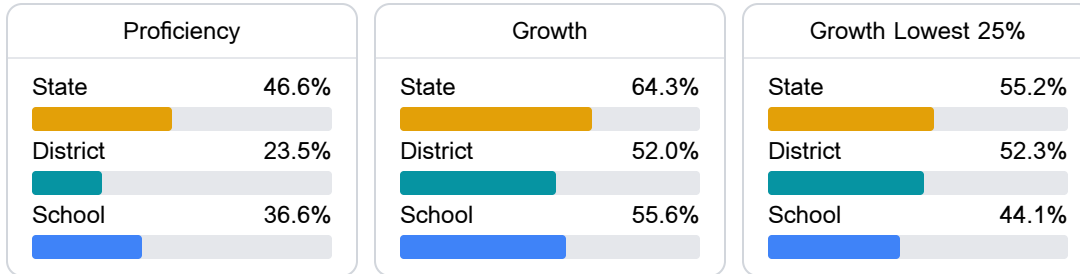 Proficiency
State 46.6%
District 23.5%
School 36.6%
Growth
State 64.3%
District 52.0%
School 55.6%
Growth Lowest 25%
State 55.2%
District 52.3%
School 44.1%